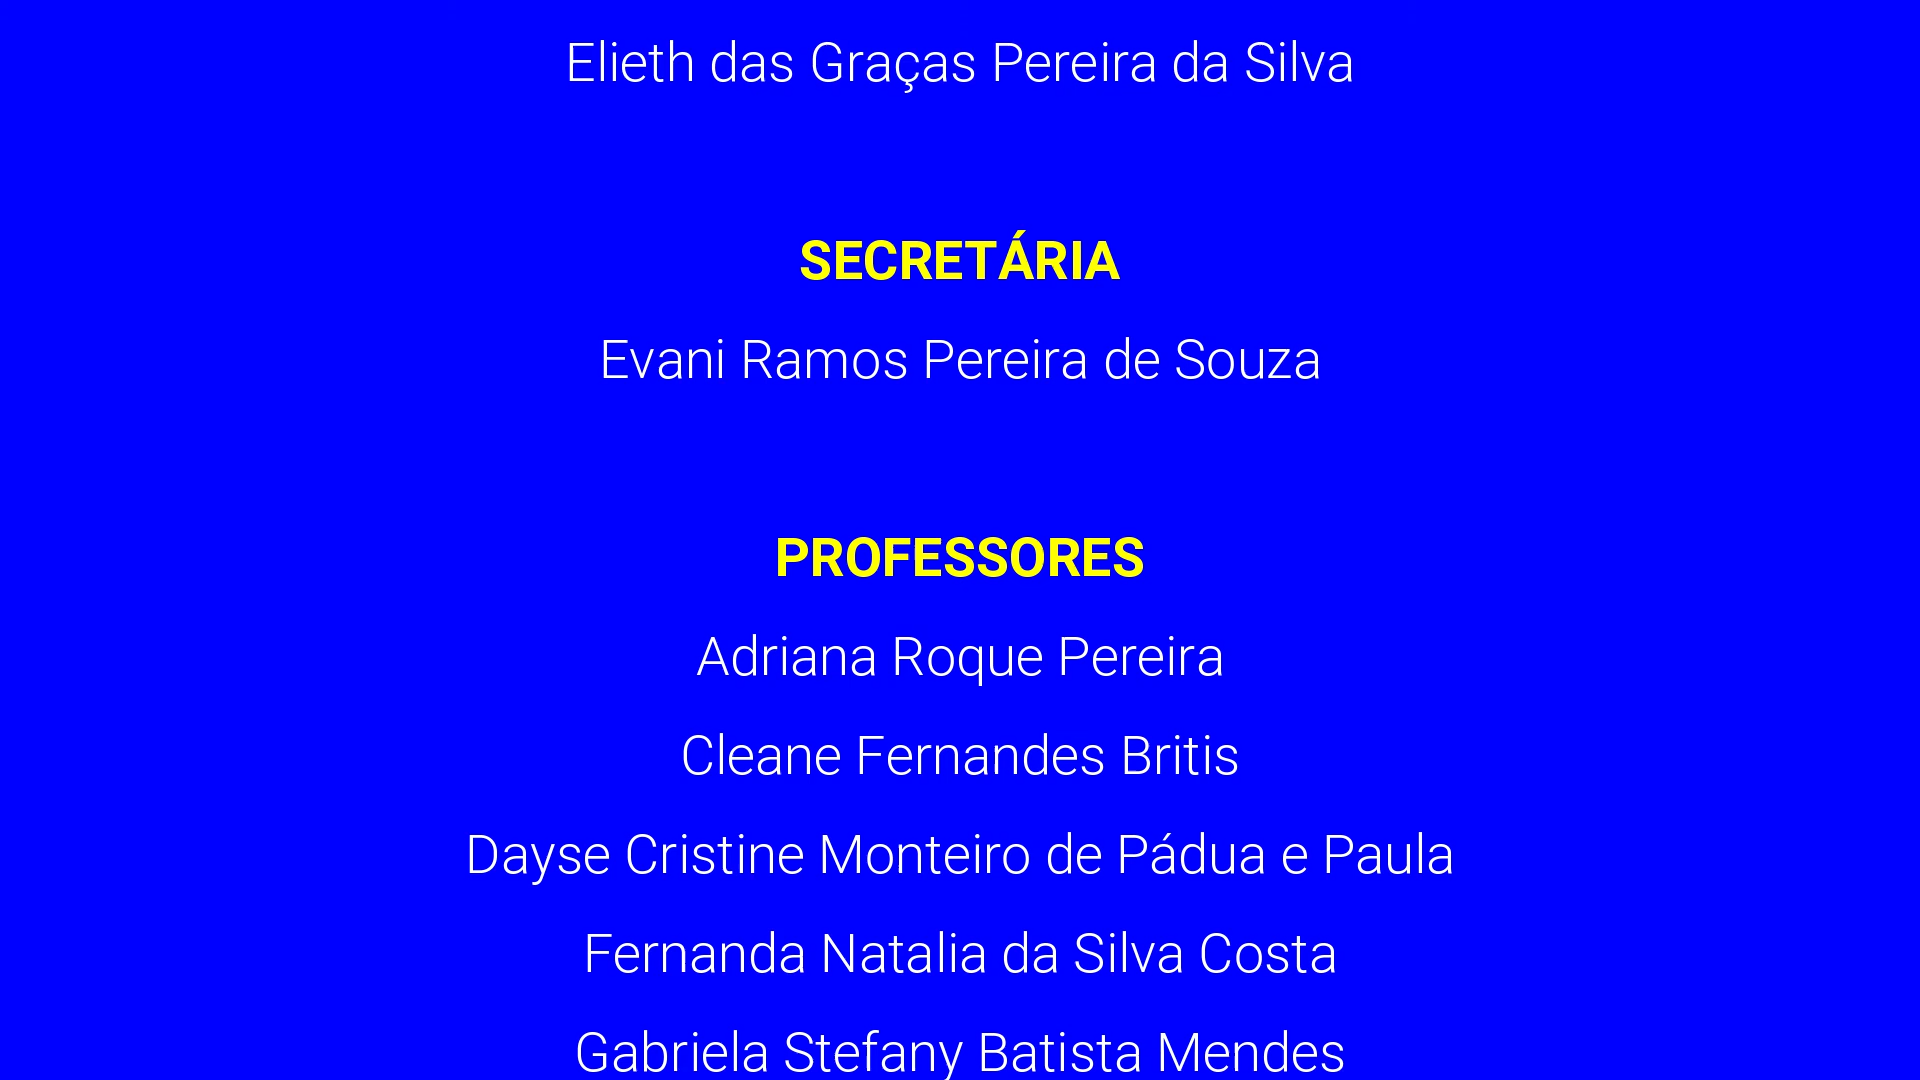 Elieth das Graças Pereira da Silva
SECRETÁRIA
Evani Ramos Pereira de Souza
PROFESSORES
Adriana Roque Pereira
Cleane Fernandes Britis
Dayse Cristine Monteiro de Pádua e Paula
Fernanda Natalia da Silva Costa
Gabriela Stefany Batista Mendes